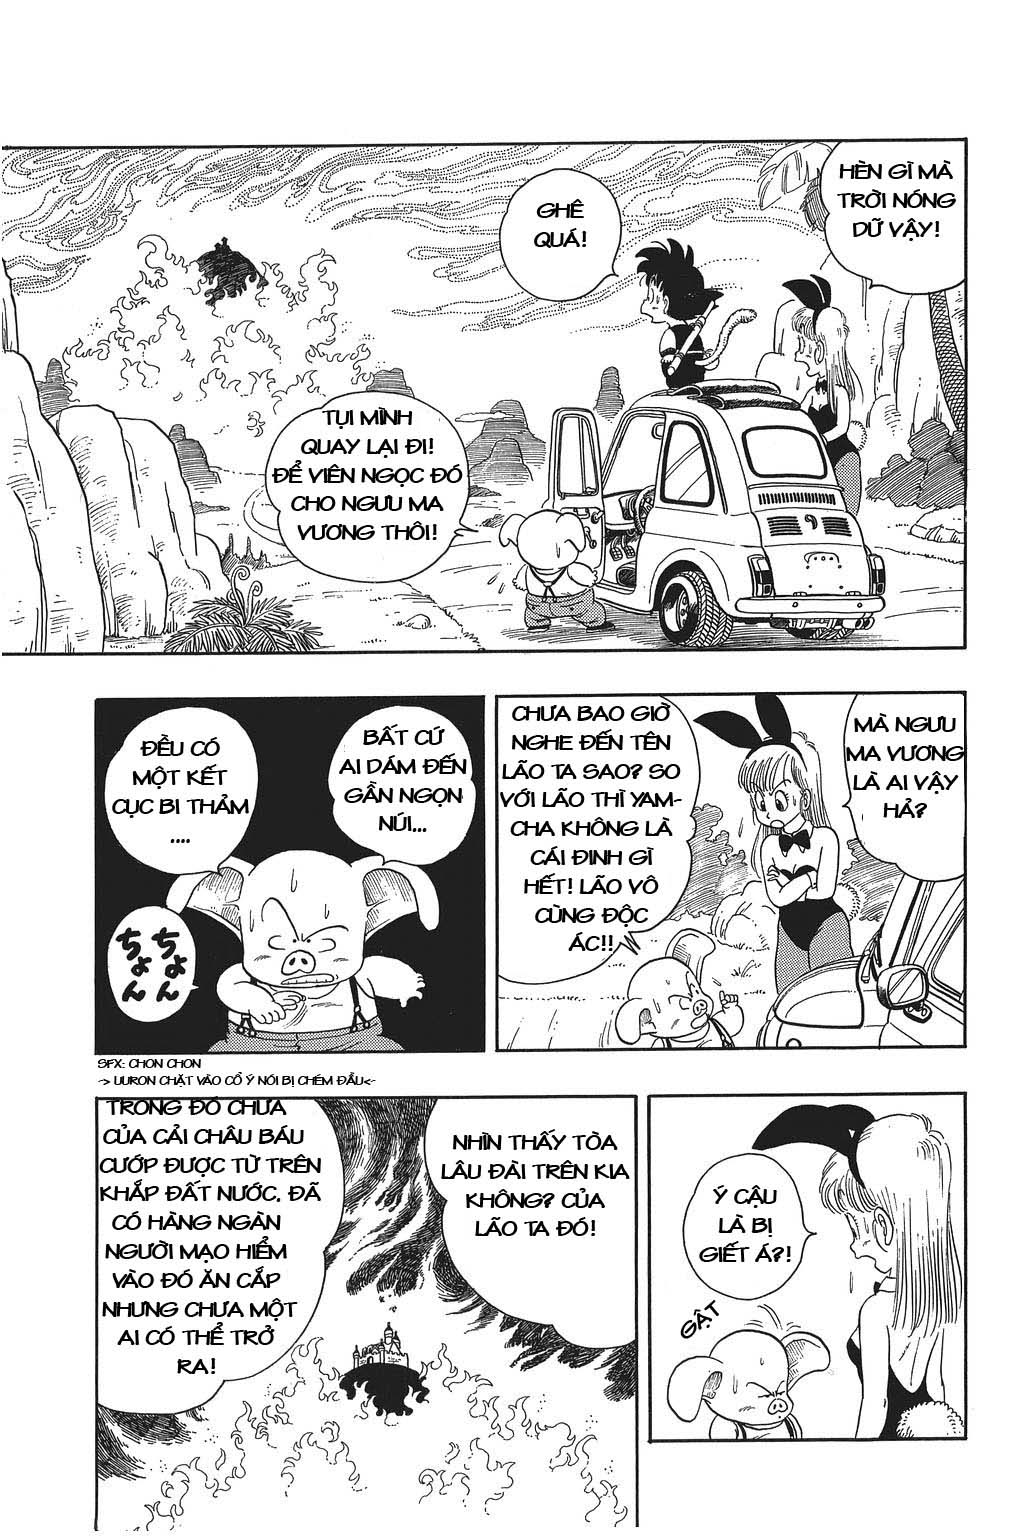 HÈN GÌ MÀ
TRỜI NÓNG
DỮ VẬY!
GHÊ
QUÁ!
TỤI MÌNH
QUAY LẠI ĐI!
ĐỂ VIÊN NGỌC ĐÓ
CHO NGƯU MA
VƯƠNG THÔI!
MÀ NGƯU
MA VƯƠNG
LÀ AI VẬY
HẢ?
CHƯA BAO GIỜ
NGHE ĐẾN TÊN
LÃO TA SAO? SO
VỚI LÃO THÌ YAM-
CHA KHÔNG LÀ
CÁI ĐINH GÌ
HẾT! LÃO VÔ
CÙNG ĐỘC
ÁC!!
BẤT CỨ
AI DÁM ĐẾN
GẦN NGỌN
NÚI...
ĐỀU CÓ
MỘT KẾT
CỤC BI THẢM
....
ちょん
ちょん
SFX: CHON CHON
-> UURON CHẶT VÀO CỔ Ý NÓI BỊ CHÉM ĐẦU<-
Ý CẬU
LÀ BỊ
GIẾT Á?!
GẬT
NHÌN THẤY TÒA
LÂU ĐÀI TRÊN KIA
KHÔNG? CỦA
LÃO TA ĐÓ!
TRONG ĐÓ CHƯA
CỦA CẢI CHÂU BÁU
CƯỚP ĐƯỢC TỪ TRÊN
KHẮP ĐẤT NƯỚC. ĐÃ
CÓ HÀNG NGÀN
NGƯỜI MẠO HIỂM
VÀO ĐÓ ĂN CẮP
NHƯNG CHƯA MỘT
AI CÓ THỂ TRỞ
RA!